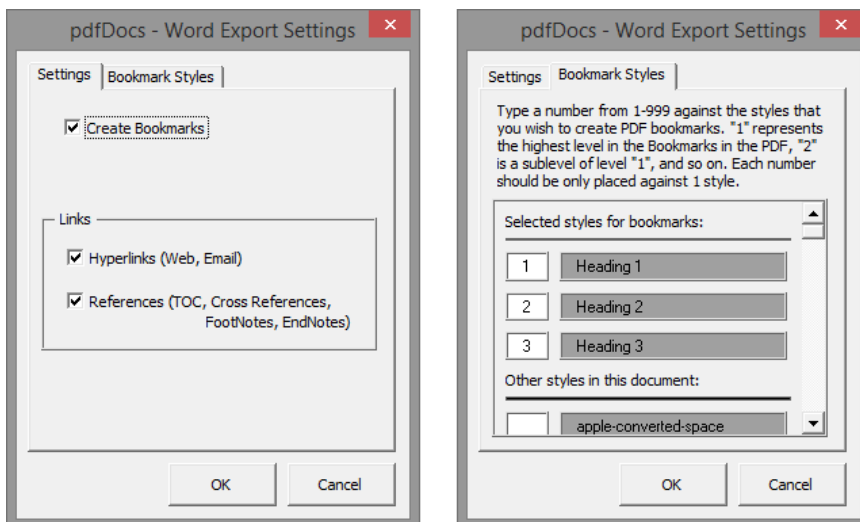 pdfDocs - Word Export Settings
Settings
Bookmark Styles
Create Bookmarks
Links
Hyperlinks (Web, Email)
References (TOC, Cross References,
FootNotes, EndNotes)
OK
Cancel
pdfDocs - Word Export Settings
Settings
Bookmark Styles
Type a number from 1-999 against the styles that
you wish to create PDF bookmarks. "1" represents
the highest level in the Bookmarks in the PDF, "2"
is a sublevel of level "1", and so on. Each number
should be only placed against 1 style.
Selected styles for bookmarks:
1 Heading 1
2 Heading 2
3 Heading 3
Other styles in this document:
apple-converted-space
OK
Cancel